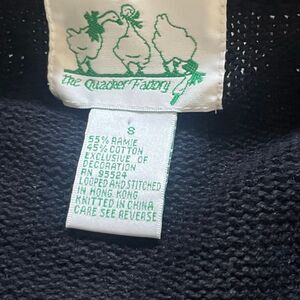 the Quacker Factory
S
55% RAMIE
45% COTTON
EXCLUSIVE OF
DECORATION
RN 95524
LOOPED AND STITCHED
IN HONG KONG
KNITTED IN CHINA
CARE SEE REVERSE